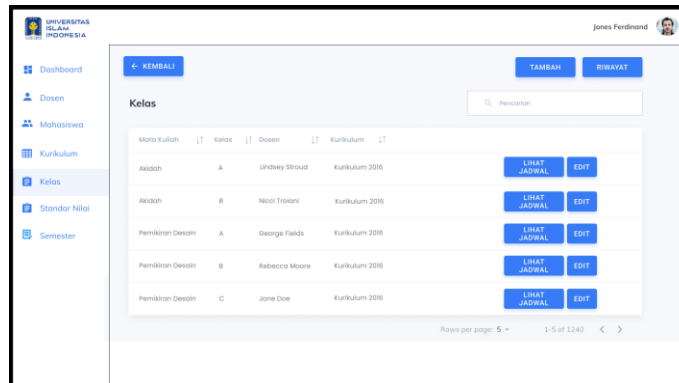 UNIVERSITAS
ISLAM
INDONESIA
Jones Ferdinand
Dashboard
Dosen
Mahasiswa
Kurikulum
Kelas
Standar Nilai
Semester
← KEMBALI
TAMBAH
RIWAYAT
Kelas
Pencarian
Mata Kuliah ↓↑ Kelas ↓↑ Dosen ↓↑ Kurikulum ↓↑
Akidah A Lindsey Stroud Kurikulum 2016 LIHAT JADWAL EDIT
Akidah B Nicci Troiani Kurikulum 2016 LIHAT JADWAL EDIT
Pemikiran Desain A George Fields Kurikulum 2016 LIHAT JADWAL EDIT
Pemikiran Desain B Rebecca Moore Kurikulum 2016 LIHAT JADWAL EDIT
Pemikiran Desain C Jane Doe Kurikulum 2016 LIHAT JADWAL EDIT
Rows per page: 5 1-5 of 1240 < >